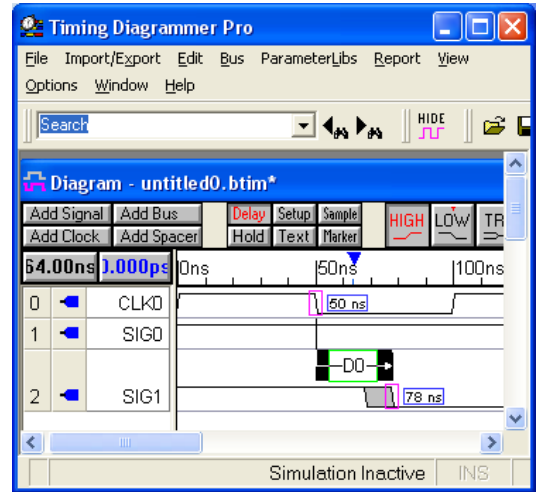 Timing Diagrammer Pro
File Import/Export Edit Bus ParameterLibs Report View
Options Window Help
Search HIDE
Diagram - untitled0.btim*
Add Signal Add Bus Delay Setup Sample HIGH LOW TR
Add Clock Add Spacer Hold Text Marker
64.00ns 0.000ps 0ns 50ns 100ns
0 CLK0 50 ns
1 SIG0
D0
2 SIG1 78 ns
Simulation Inactive INS